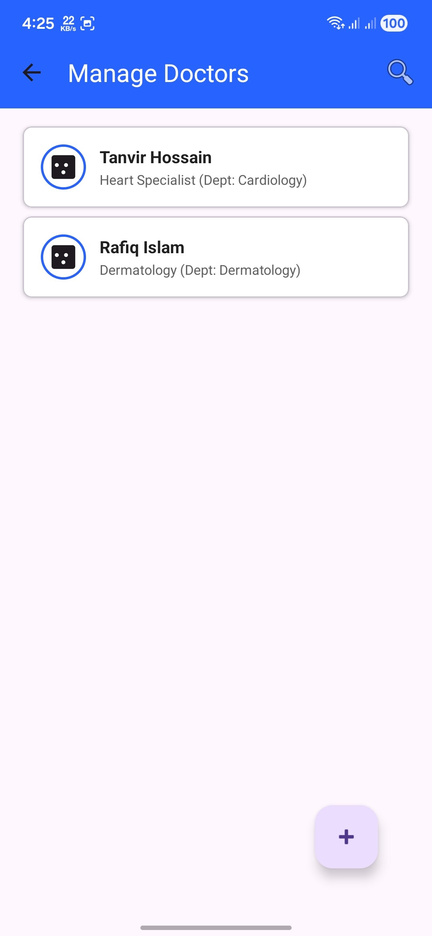 4:25 22 KB/s 100
Manage Doctors
Tanvir Hossain
Heart Specialist (Dept: Cardiology)
Rafiq Islam
Dermatology (Dept: Dermatology)
+